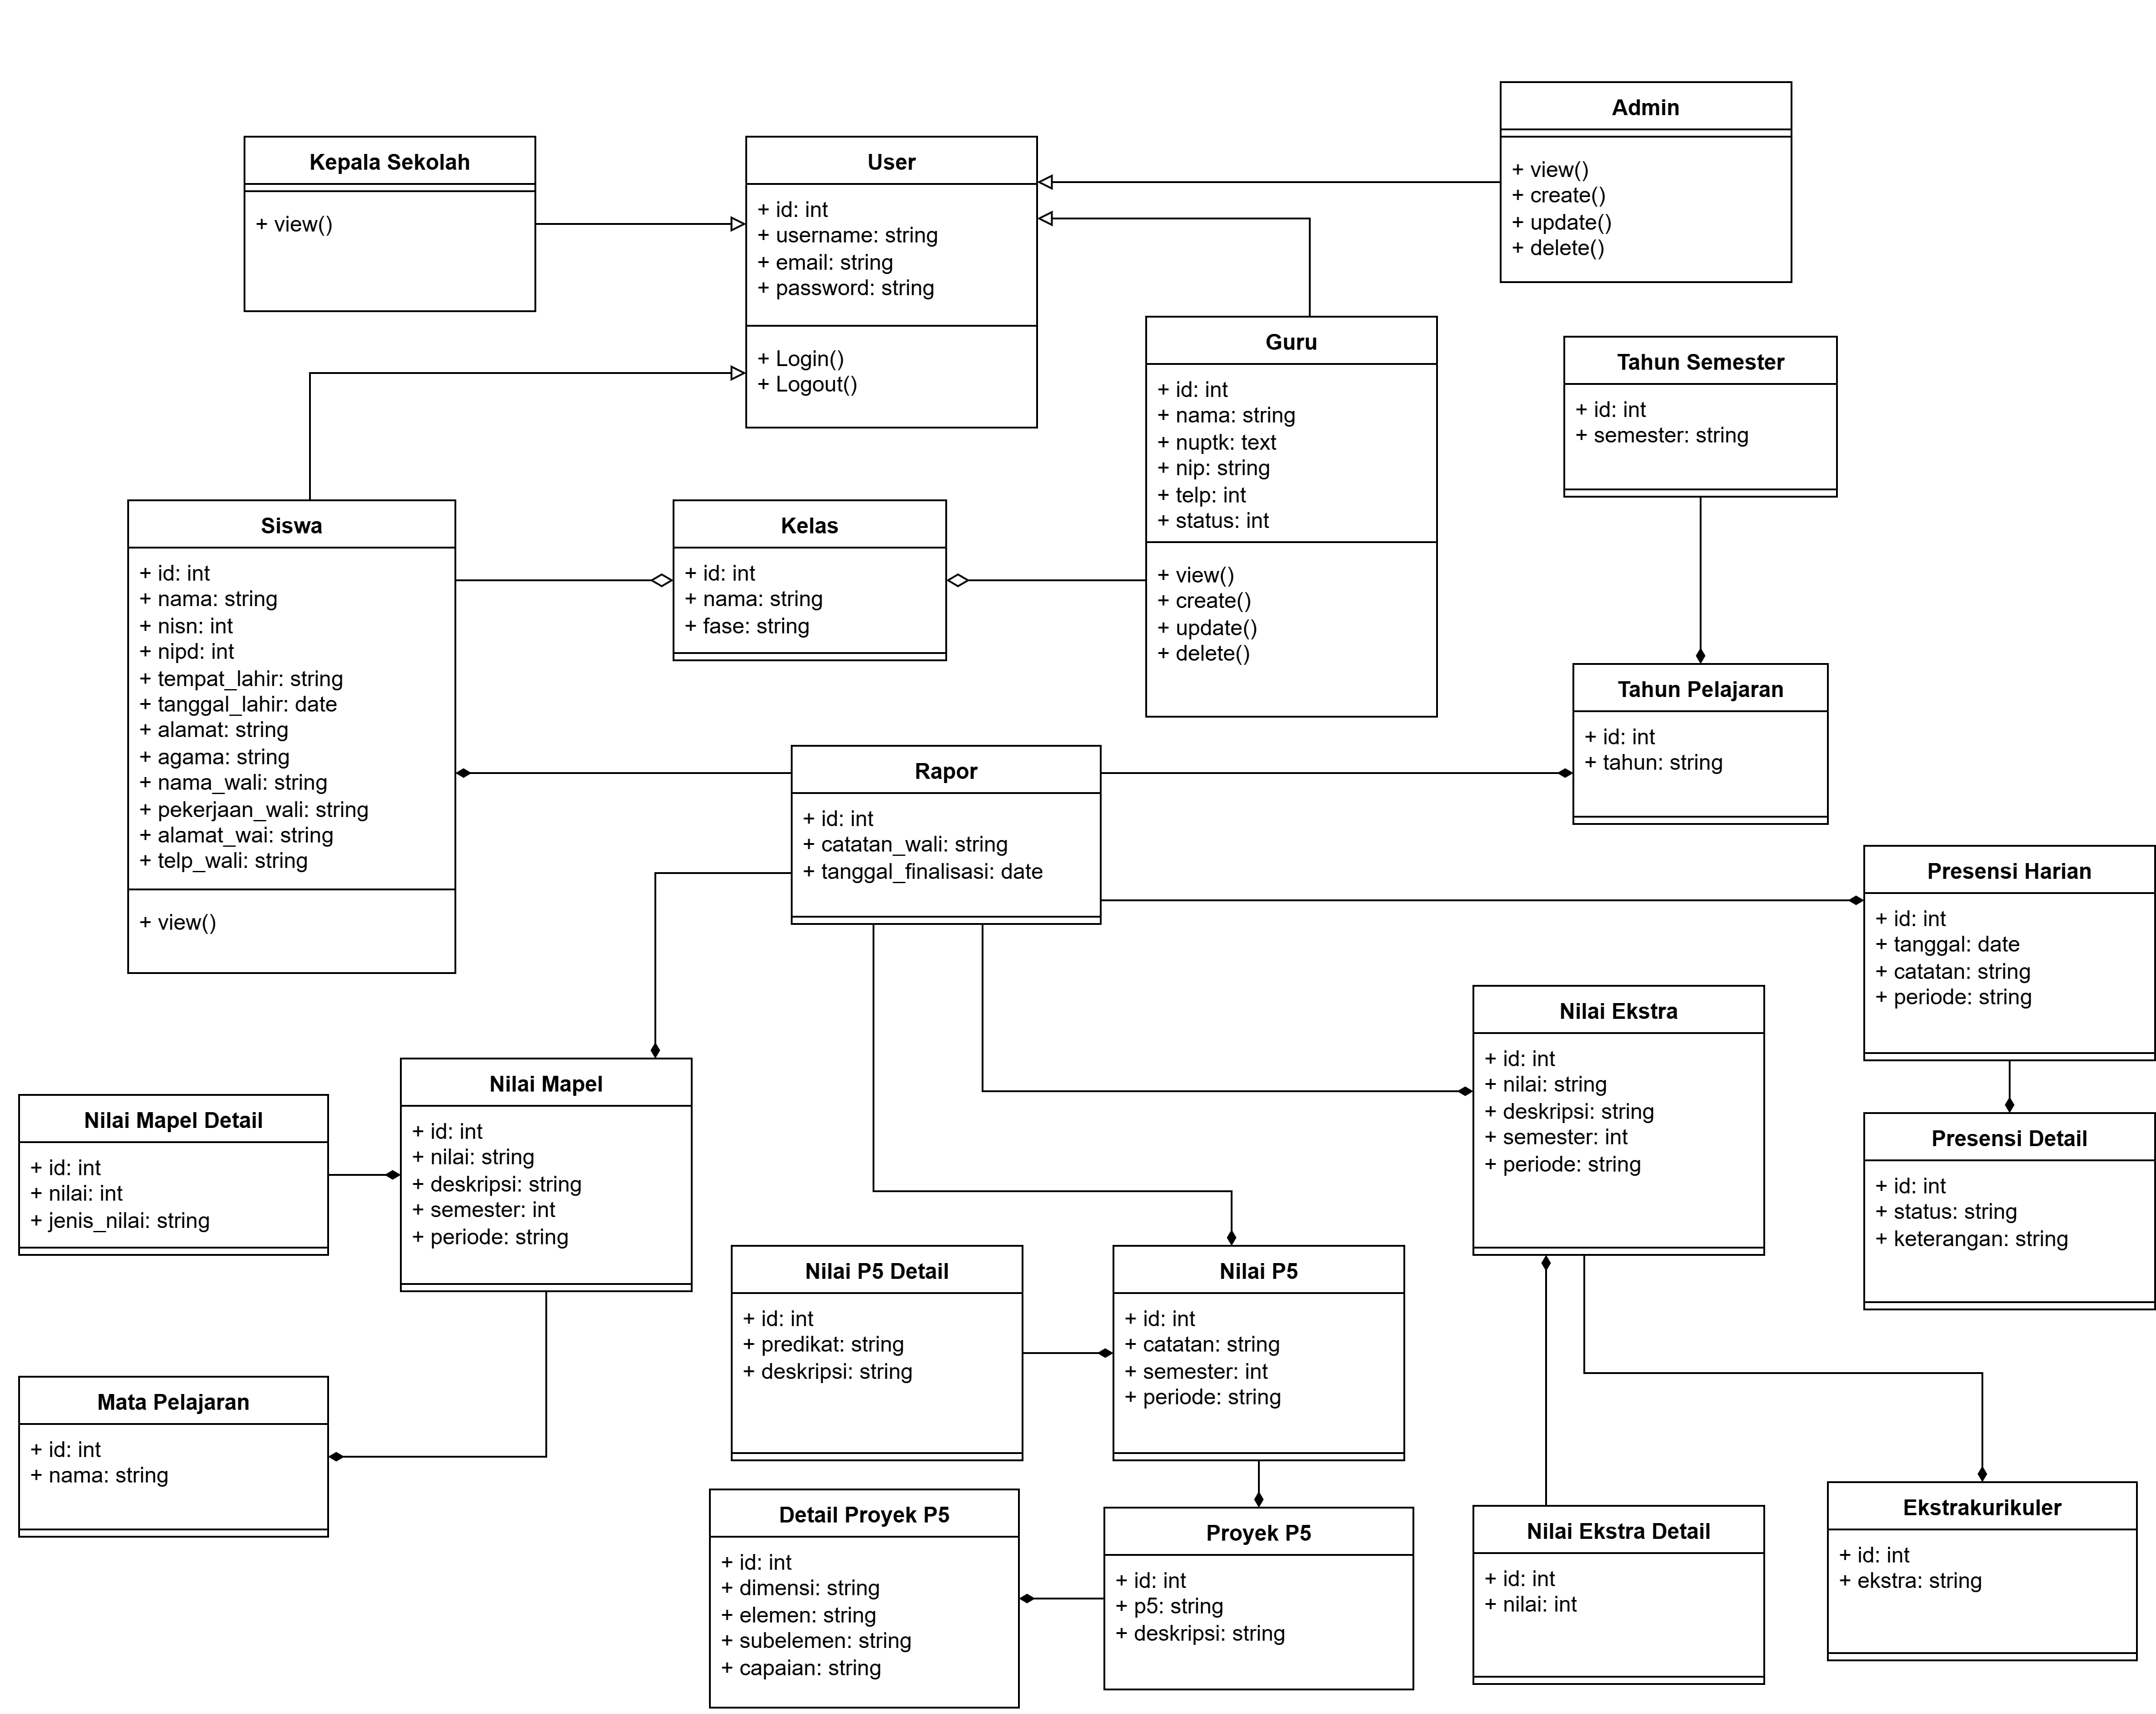 Kepala Sekolah
+ view()
User
+ id: int
+ username: string
+ email: string
+ password: string
+ Login()
+ Logout()
Admin
+ view()
+ create()
+ update()
+ delete()
Guru
+ id: int
+ nama: string
+ nuptk: text
+ nip: string
+ telp: int
+ status: int
+ view()
+ create()
+ update()
+ delete()
Tahun Semester
+ id: int
+ semester: string
Siswa
+ id: int
+ nama: string
+ nisn: int
+ nipd: int
+ tempat_lahir: string
+ tanggal_lahir: date
+ alamat: string
+ agama: string
+ nama_wali: string
+ pekerjaan_wali: string
+ alamat_wai: string
+ telp_wali: string
+ view()
Kelas
+ id: int
+ nama: string
+ fase: string
Tahun Pelajaran
+ id: int
+ tahun: string
Rapor
+ id: int
+ catatan_wali: string
+ tanggal_finalisasi: date
Presensi Harian
+ id: int
+ tanggal: date
+ catatan: string
+ periode: string
Nilai Ekstra
+ id: int
+ nilai: string
+ deskripsi: string
+ semester: int
+ periode: string
Nilai Mapel
+ id: int
+ nilai: string
+ deskripsi: string
+ semester: int
+ periode: string
Nilai Mapel Detail
+ id: int
+ nilai: int
+ jenis_nilai: string
Presensi Detail
+ id: int
+ status: string
+ keterangan: string
Nilai P5 Detail
+ id: int
+ predikat: string
+ deskripsi: string
Nilai P5
+ id: int
+ catatan: string
+ semester: int
+ periode: string
Mata Pelajaran
+ id: int
+ nama: string
Detail Proyek P5
+ id: int
+ dimensi: string
+ elemen: string
+ subelemen: string
+ capaian: string
Proyek P5
+ id: int
+ p5: string
+ deskripsi: string
Nilai Ekstra Detail
+ id: int
+ nilai: int
Ekstrakurikuler
+ id: int
+ ekstra: string